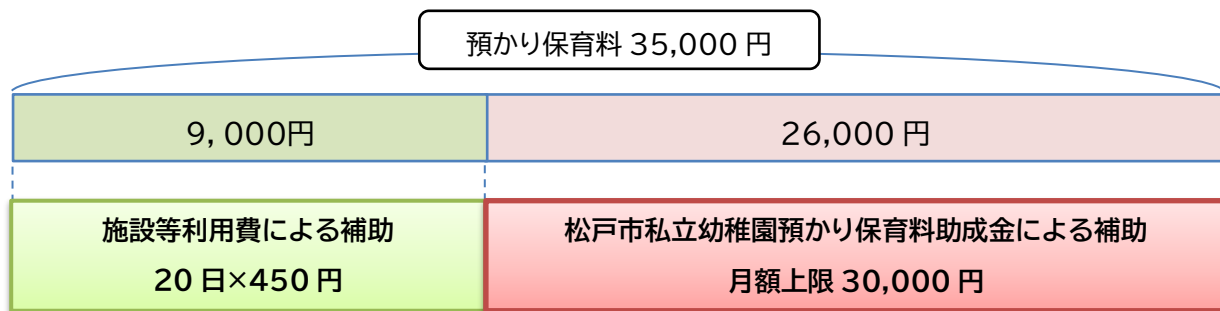 預かり保育料 35,000 円
9, 000円
26,000 円
施設等利用費による補助
20 日×450 円
松戸市私立幼稚園預かり保育料助成金による補助
月額上限 30,000 円